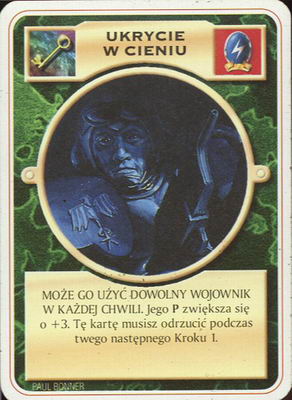 UKRYCIE
W CIENIU
MOŻE GO UŻYĆ DOWOLNY WOJOWNIK
W KAŻDEJ CHWILI. Jego P zwiększa się
o +3. Tę kartę musisz odrzucić podczas
twego następnego Kroku 1.
PAUL BONNER